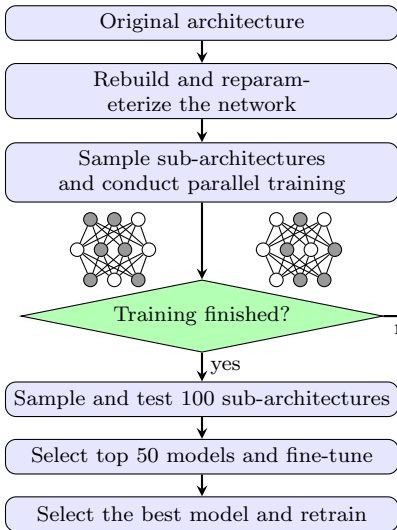 Original architecture
Rebuild and reparam-
eterize the network
Sample sub-architectures
and conduct parallel training
Training finished?
yes
Sample and test 100 sub-architectures
Select top 50 models and fine-tune
Select the best model and retrain